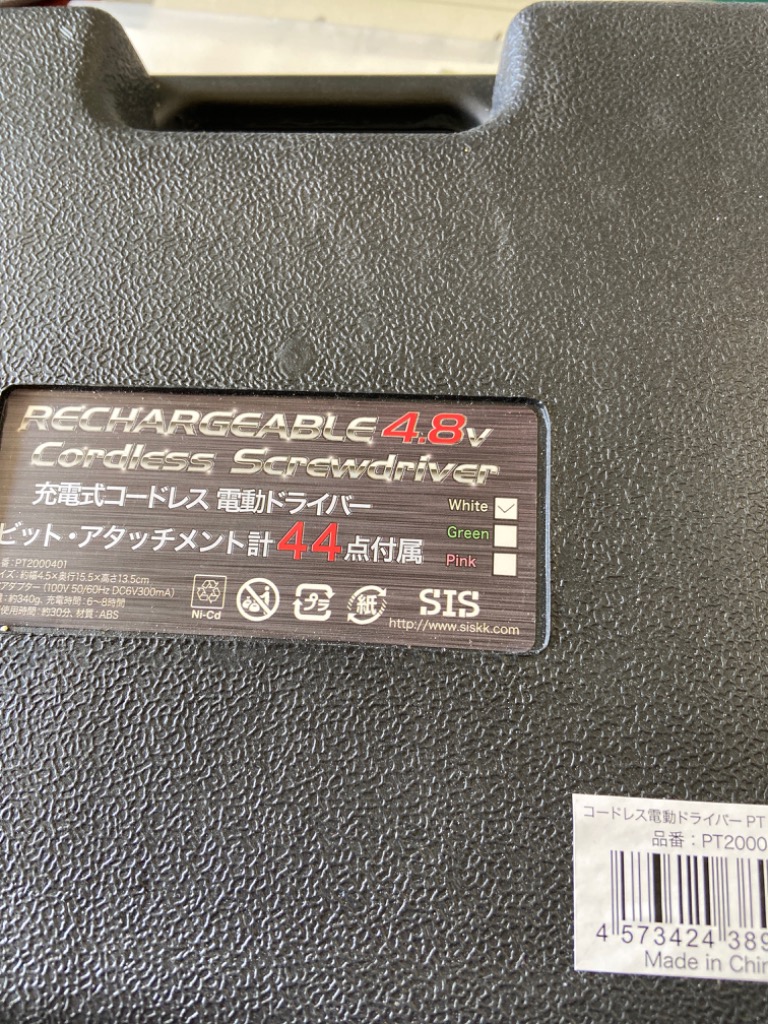 RECHARGEABLE 4.8v
Cordless Screwdriver
充電式コードレス 電動ドライバー
White
ビット・アタッチメント計44点付属
Green
Pink
番：PT2000401
イズ：約幅4.5×奥行15.5×高さ13.5cm
アダプター（100V 50/60Hz DC6V300mA）
量：約340g、充電時間：6〜8時間
使用時間：約30分、材質：ABS
Ni-Cd
プラ
紙
SIS
http://www.siskk.com
コードレス電動ドライバー PT
品番：PT2000
4 573424 389
Made in Chin